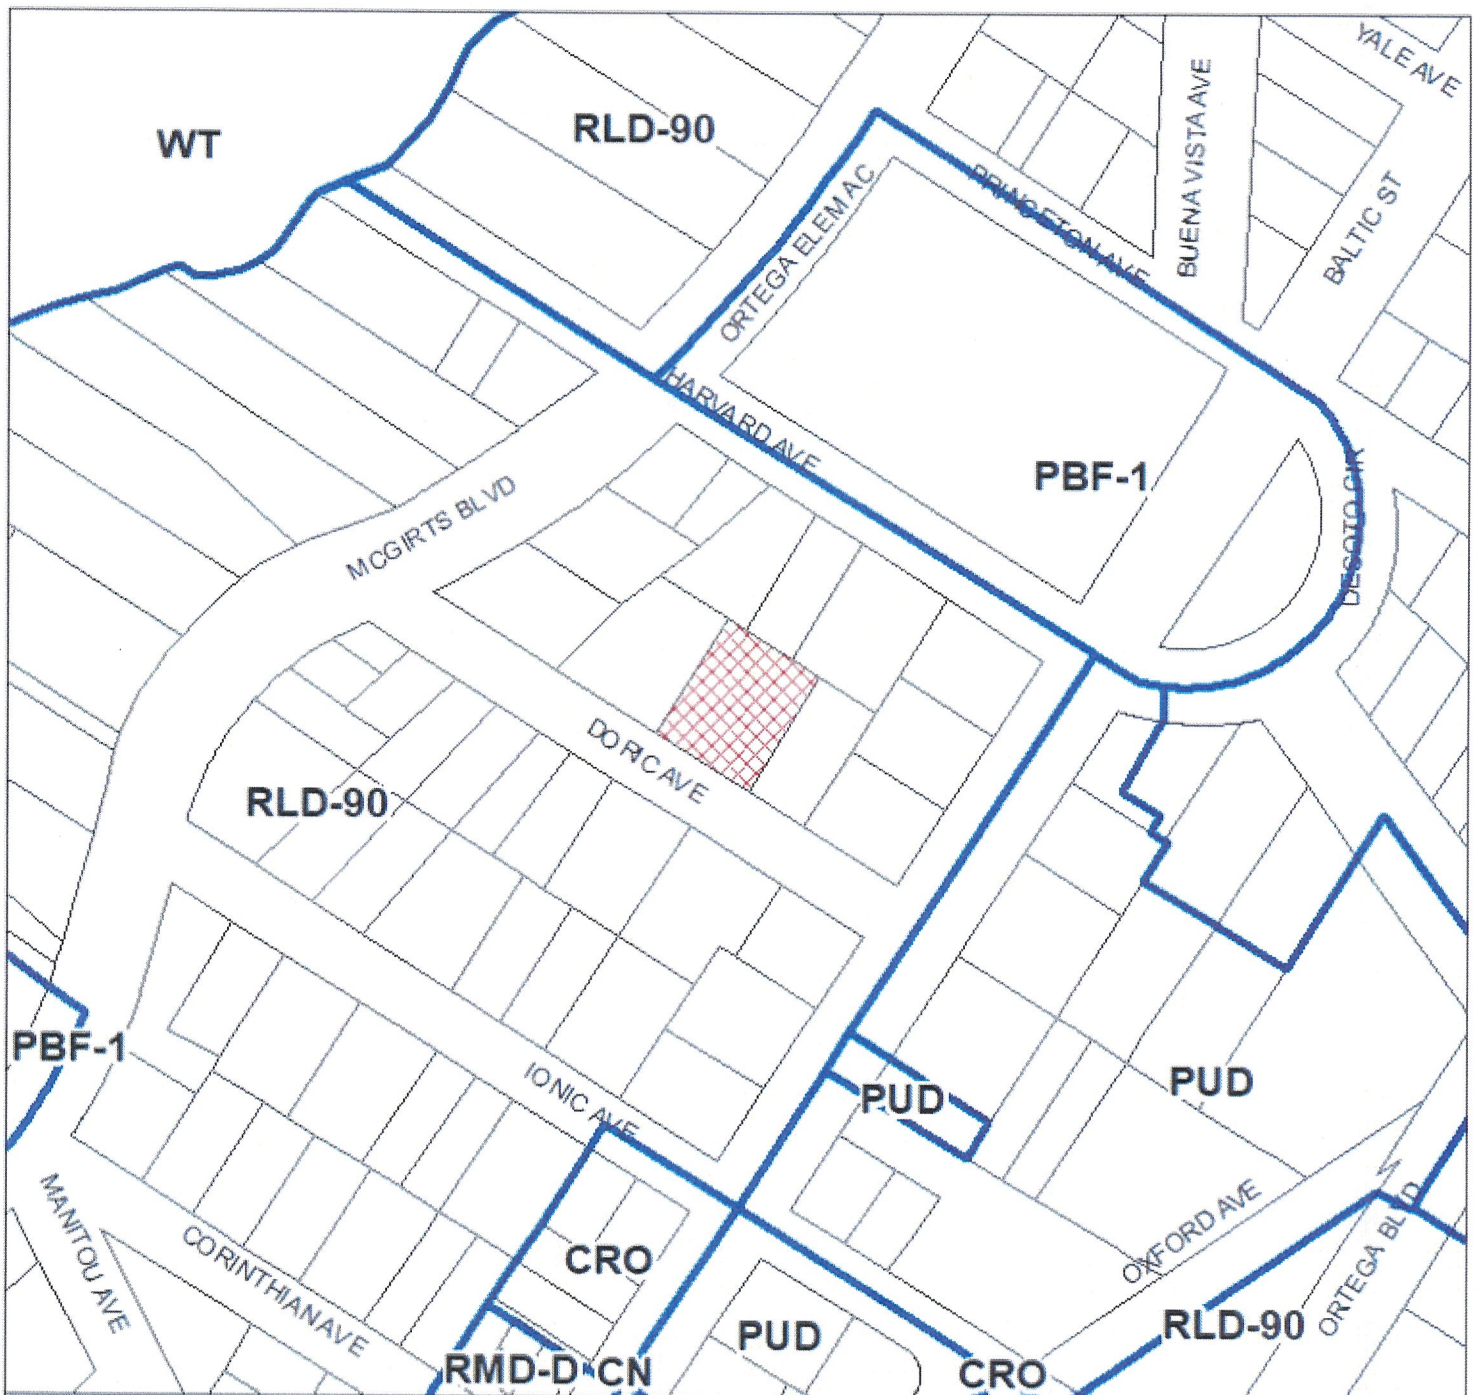 YALE AVE
WT
RLD-90
BUENA VISTA AVE
PRINCETON AVE
ORTEGA ELEM AC
BALTIC ST
HARVARD AVE
PBF-1
DESOTO CIR
MCGIRTS BLVD
DORIC AVE
RLD-90
PBF-1
IONIC AVE
PUD
PUD
MANITOU AVE
CORINTHIAN AVE
CRO
OXFORD AVE
ORTEGA BLVD
RLD-90
PUD
RMD-D
CN
CRO